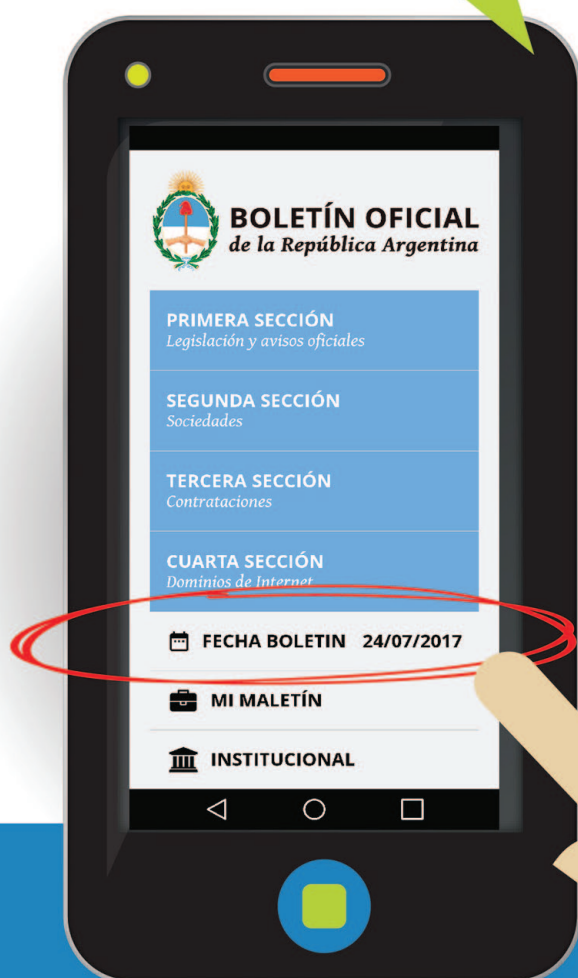 BOLETÍN OFICIAL
de la República Argentina
PRIMERA SECCIÓN
Legislación y avisos oficiales
SEGUNDA SECCIÓN
Sociedades
TERCERA SECCIÓN
Contrataciones
CUARTA SECCIÓN
Dominios de Internet
FECHA BOLETIN 24/07/2017
MI MALETÍN
INSTITUCIONAL